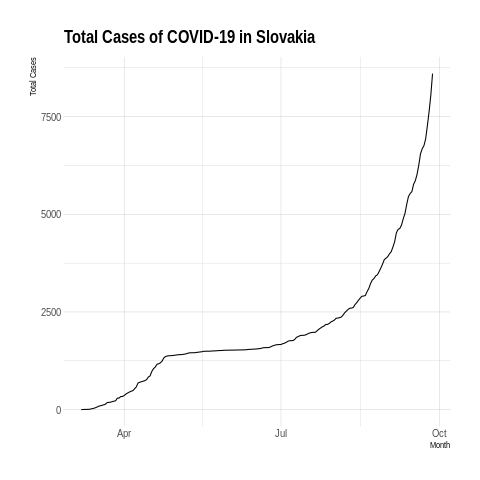 Total Cases of COVID-19 in Slovakia
Total Cases
7500
5000
2500
0
Apr
Jul
Oct
Month